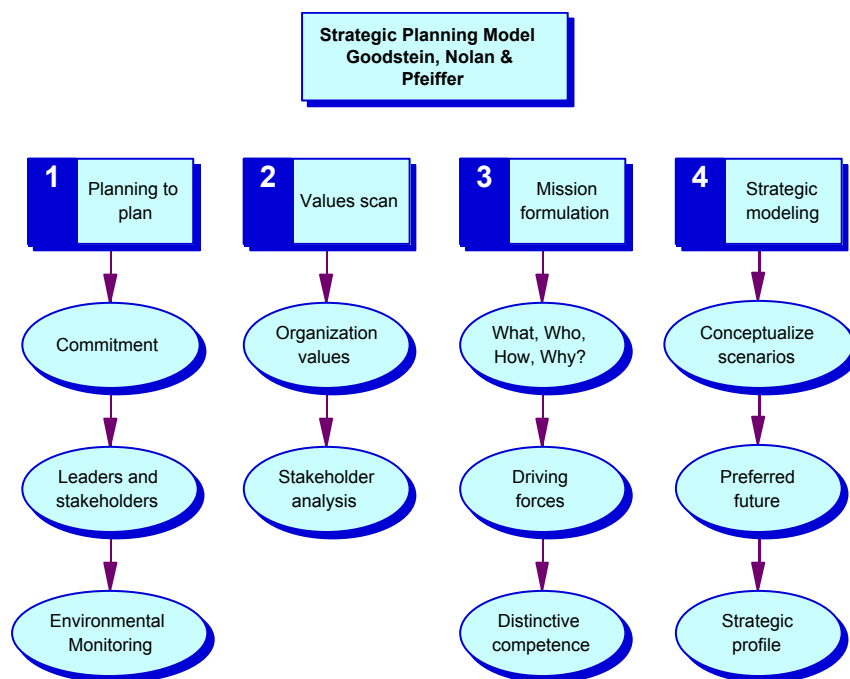 Strategic Planning Model
Goodstein, Nolan &
Pfeiffer
1
Planning to
plan
2
Values scan
3
Mission
formulation
4
Strategic
modeling
Commitment
Organization
values
What, Who,
How, Why?
Conceptualize
scenarios
Leaders and
stakeholders
Stakeholder
analysis
Driving
forces
Preferred
future
Environmental
Monitoring
Distinctive
competence
Strategic
profile